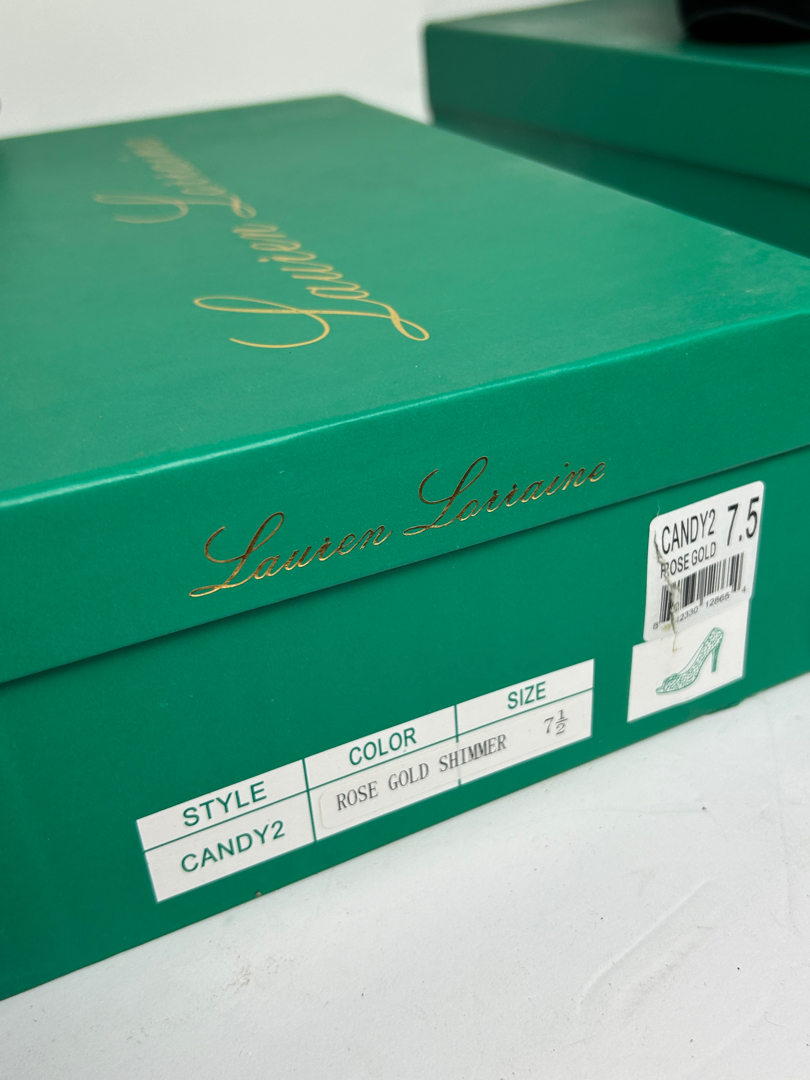 Lauren Lorraine
Lauren Lorraine
CANDY2 7.5
ROSE GOLD
STYLE COLOR SIZE
CANDY2 ROSE GOLD SHIMMER 7½